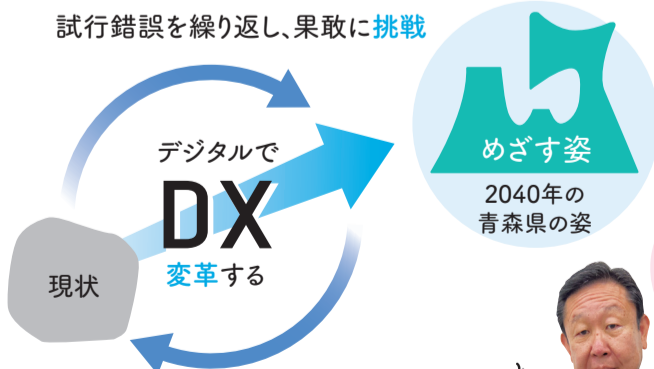 試行錯誤を繰り返し、果敢に挑戦
めざす姿
2040年の
青森県の姿
デジタルで
DX
変革する
現状